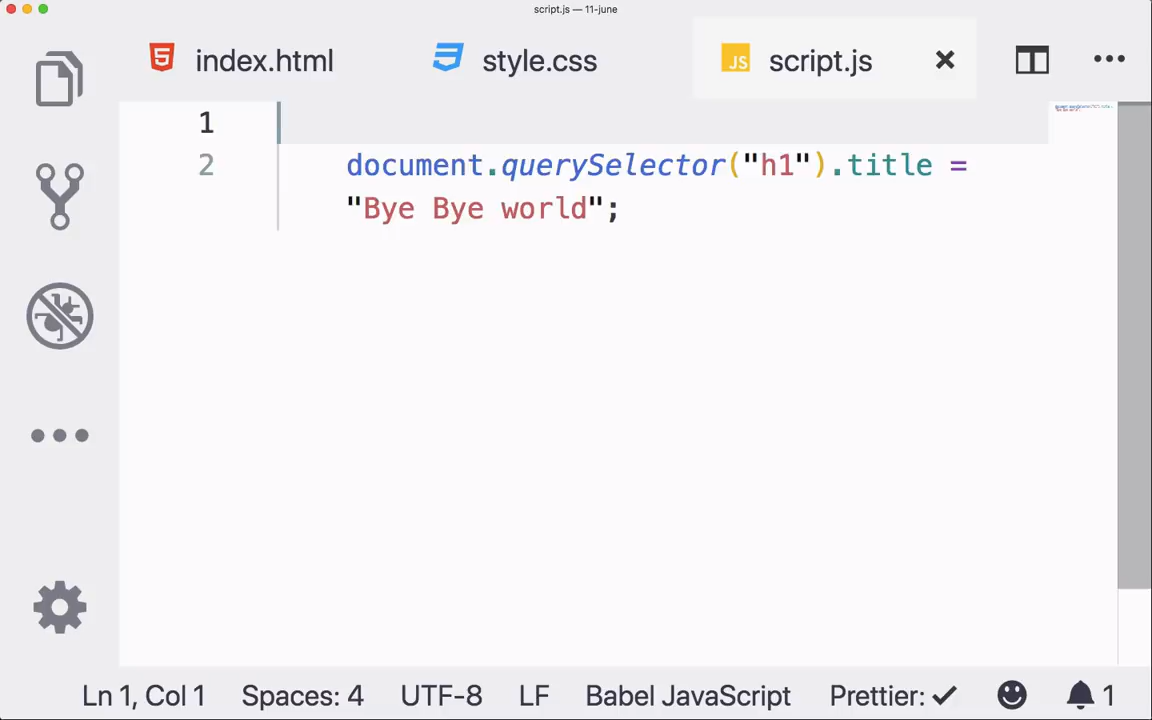 script.js — 11-june
index.html
style.css
JS script.js
1
2 document.querySelector("h1").title =
"Bye Bye world";
Ln 1, Col 1 Spaces: 4 UTF-8 LF Babel JavaScript Prettier: 1